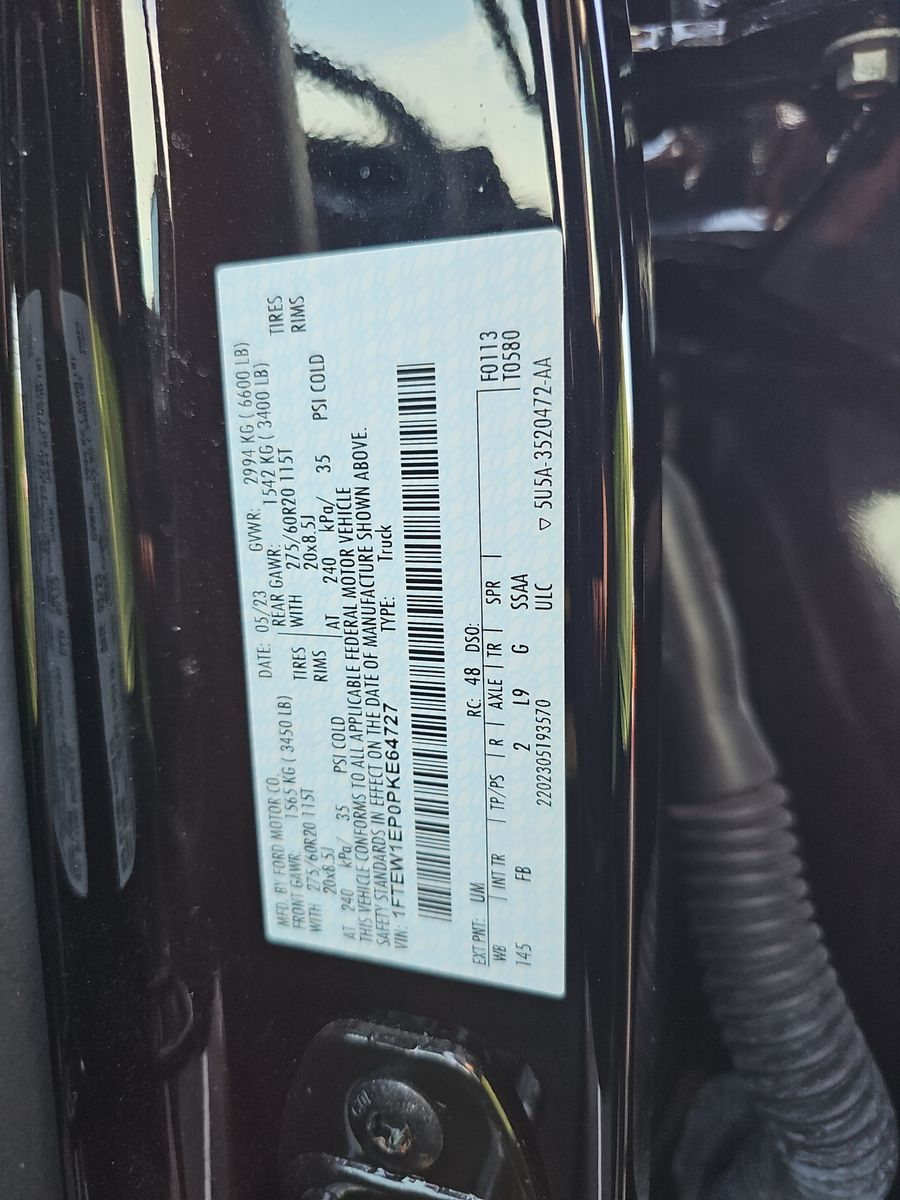 MFD. BY FORD MOTOR CO.
DATE: 05/23 GVWR: 2994 KG ( 6600 LB)
FRONT GAWR: 1565 KG ( 3450 LB)
REAR GAWR: 1542 KG ( 3400 LB)
WITH 275/60R20 115T TIRES
WITH 275/60R20 115T TIRES
20x8.5J RIMS
20x8.5J RIMS
AT 240 kPa/ 35 PSI COLD
AT 240 kPa/ 35 PSI COLD
THIS VEHICLE CONFORMS TO ALL APPLICABLE FEDERAL MOTOR VEHICLE
SAFETY STANDARDS IN EFFECT ON THE DATE OF MANUFACTURE SHOWN ABOVE.
VIN: 1FTEW1EP0PKE64727 TYPE: Truck
EXT PNT: UM RC: 48 DSO: F0113
WB INT TR TP/PS R AXLE TR SPR T0580
145 FB 2 L9 G SSAA
2202305193570 ULC ▽ 5U5A-3520472-AA